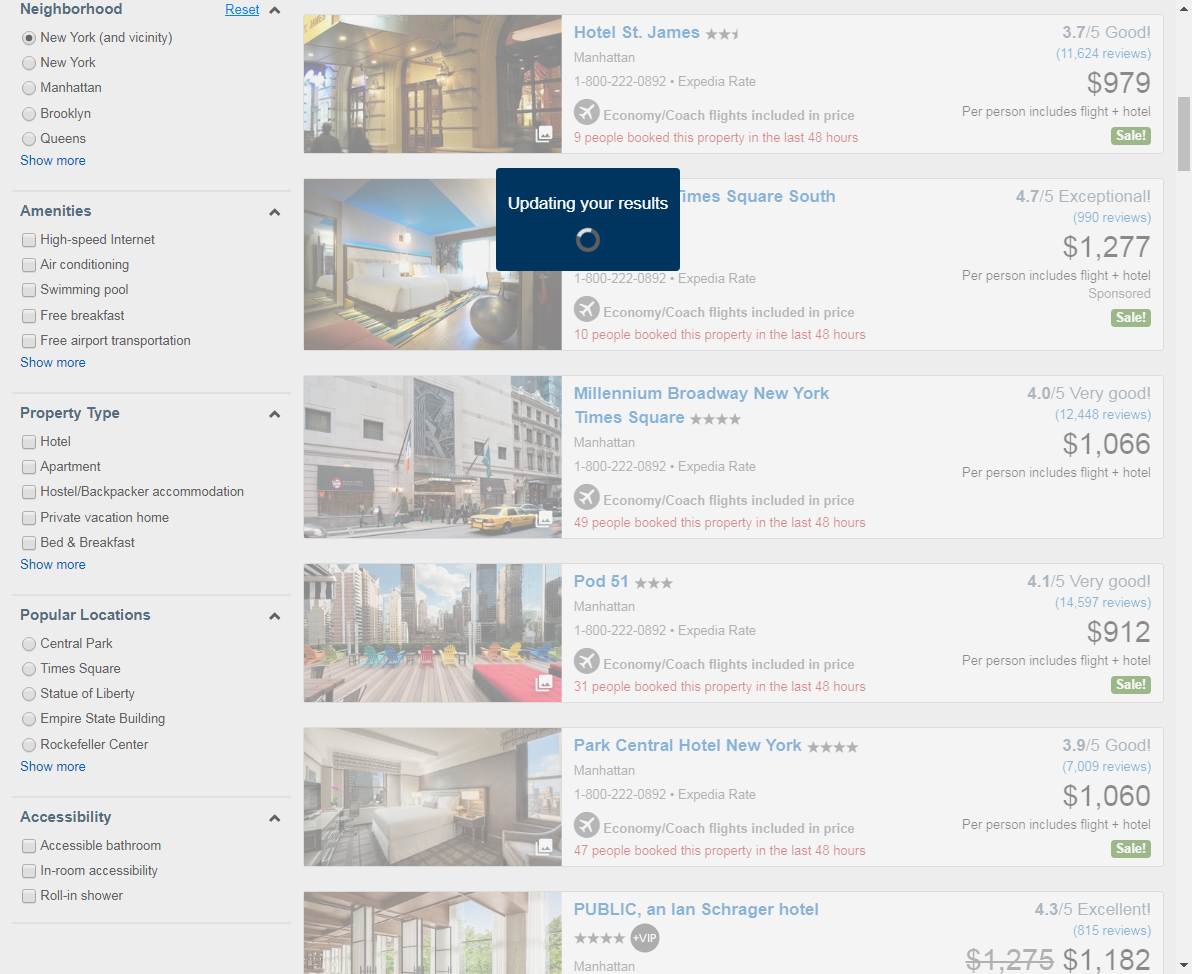 Neighborhood
Reset
New York (and vicinity)
New York
Manhattan
Brooklyn
Queens
Show more
Amenities
High-speed Internet
Air conditioning
Swimming pool
Free breakfast
Free airport transportation
Show more
Property Type
Hotel
Apartment
Hostel/Backpacker accommodation
Private vacation home
Bed & Breakfast
Show more
Popular Locations
Central Park
Times Square
Statue of Liberty
Empire State Building
Rockefeller Center
Show more
Accessibility
Accessible bathroom
In-room accessibility
Roll-in shower
Hotel St. James
Manhattan
1-800-222-0892 • Expedia Rate
Economy/Coach flights included in price
9 people booked this property in the last 48 hours
3.7/5 Good!
(11,624 reviews)
$979
Per person includes flight + hotel
Sale!
Updating your results
Times Square South
1-800-222-0892 • Expedia Rate
Economy/Coach flights included in price
10 people booked this property in the last 48 hours
4.7/5 Exceptional!
(990 reviews)
$1,277
Per person includes flight + hotel
Sponsored
Sale!
Millennium Broadway New York
Times Square
Manhattan
1-800-222-0892 • Expedia Rate
Economy/Coach flights included in price
49 people booked this property in the last 48 hours
4.0/5 Very good!
(12,448 reviews)
$1,066
Per person includes flight + hotel
Pod 51
Manhattan
1-800-222-0892 • Expedia Rate
Economy/Coach flights included in price
31 people booked this property in the last 48 hours
4.1/5 Very good!
(14,597 reviews)
$912
Per person includes flight + hotel
Sale!
Park Central Hotel New York
Manhattan
1-800-222-0892 • Expedia Rate
Economy/Coach flights included in price
47 people booked this property in the last 48 hours
3.9/5 Good!
(7,009 reviews)
$1,060
Per person includes flight + hotel
Sale!
PUBLIC, an Ian Schrager hotel
+VIP
Manhattan
4.3/5 Excellent!
(815 reviews)
$1,275 $1,182